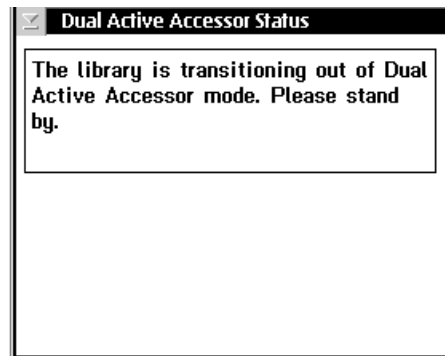 Dual Active Accessor Status
The library is transitioning out of Dual
Active Accessor mode. Please stand
by.